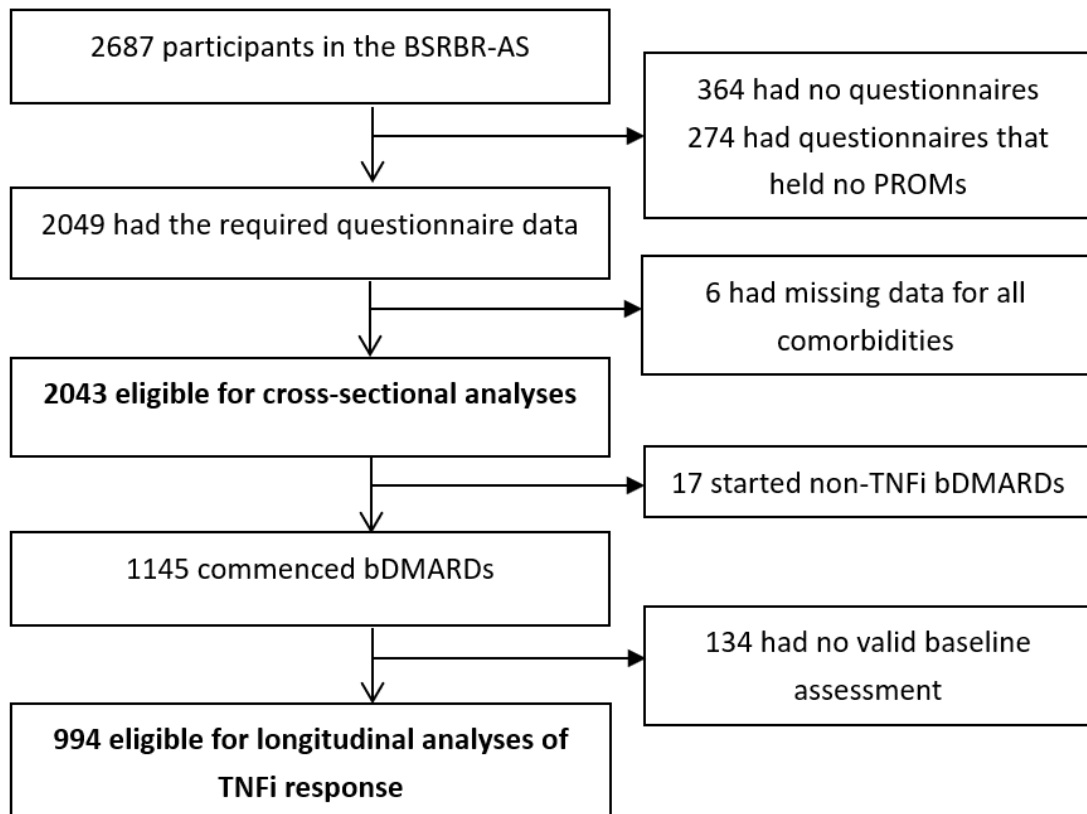 2687 participants in the BSRBR-AS
364 had no questionnaires
274 had questionnaires that
held no PROMs
2049 had the required questionnaire data
6 had missing data for all
comorbidities
2043 eligible for cross-sectional analyses
17 started non-TNFi bDMARDs
1145 commenced bDMARDs
134 had no valid baseline
assessment
994 eligible for longitudinal analyses of
TNFi response